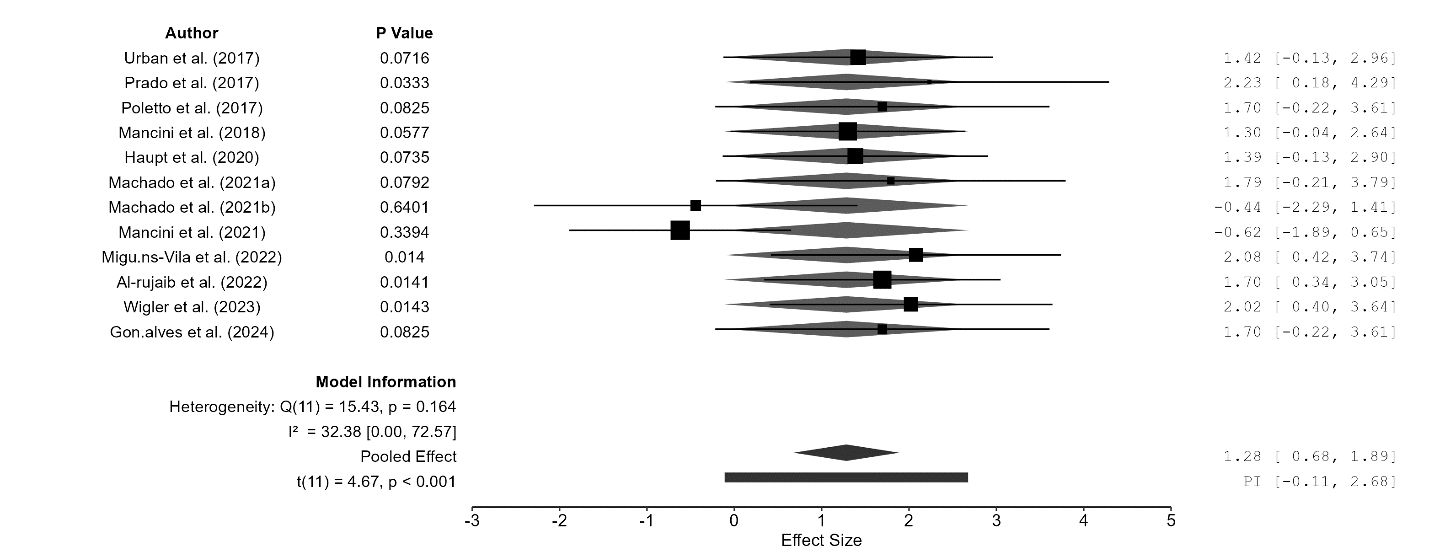 Author P Value
Urban et al. (2017) 0.0716 1.42 [-0.13, 2.96]
Prado et al. (2017) 0.0333 2.23 [ 0.18, 4.29]
Poletto et al. (2017) 0.0825 1.70 [-0.22, 3.61]
Mancini et al. (2018) 0.0577 1.30 [-0.04, 2.64]
Haupt et al. (2020) 0.0735 1.39 [-0.13, 2.90]
Machado et al. (2021a) 0.0792 1.79 [-0.21, 3.79]
Machado et al. (2021b) 0.6401 -0.44 [-2.29, 1.41]
Mancini et al. (2021) 0.3394 -0.62 [-1.89, 0.65]
Migu.ns-Vila et al. (2022) 0.014 2.08 [ 0.42, 3.74]
Al-rujaib et al. (2022) 0.0141 1.70 [ 0.34, 3.05]
Wigler et al. (2023) 0.0143 2.02 [ 0.40, 3.64]
Gon.alves et al. (2024) 0.0825 1.70 [-0.22, 3.61]
Model Information
Heterogeneity: Q(11) = 15.43, p = 0.164
I² = 32.38 [0.00, 72.57]
Pooled Effect 1.28 [ 0.68, 1.89]
t(11) = 4.67, p < 0.001 PI [-0.11, 2.68]
-3 -2 -1 0 1 2 3 4 5
Effect Size